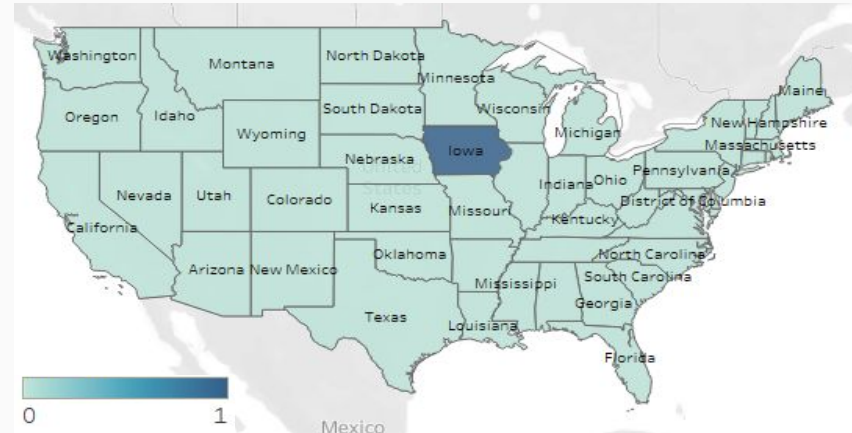 Washington
Montana
North Dakota
Minnesota
Maine
Oregon
Idaho
South Dakota
Wisconsin
Michigan
New Hampshire
Wyoming
Iowa
Massachusetts
Nebraska
United
States
Nevada
Utah
Colorado
Kansas
Missouri
Indiana
Ohio
Pennsylvania
District of Columbia
California
Kentucky
Arizona
New Mexico
Oklahoma
North Carolina
Mississippi
South Carolina
Georgia
Texas
Louisiana
Florida
0
1
Mexico